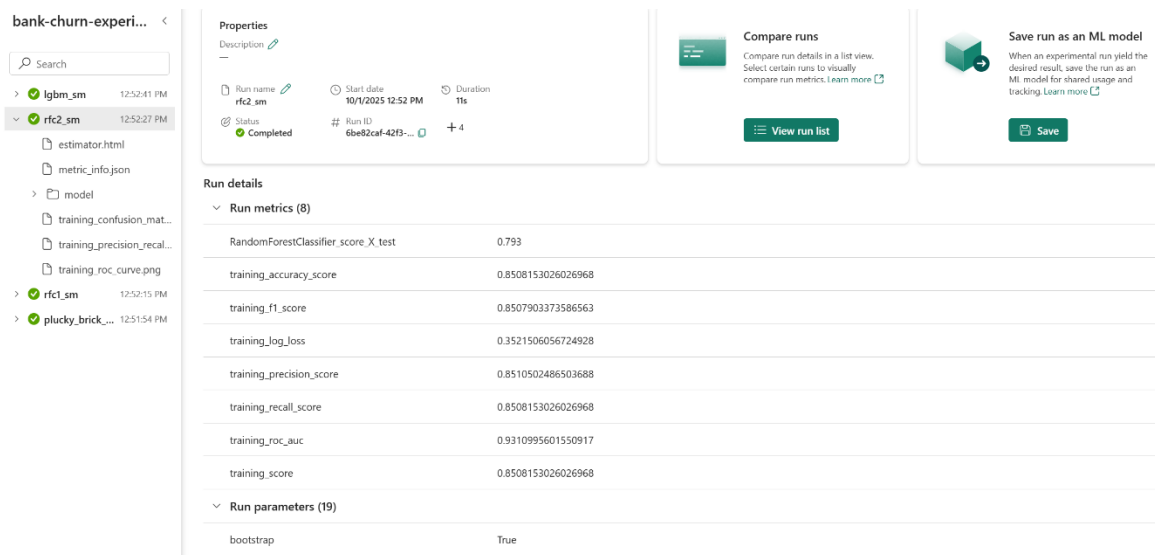 bank-churn-experi...
Search
lgbm_sm 12:52:41 PM
rfc2_sm 12:52:27 PM
estimator.html
metric_info.json
model
training_confusion_mat...
training_precision_recal...
training_roc_curve.png
rfc1_sm 12:52:15 PM
plucky_brick_... 12:51:54 PM
Properties
Description
—
Run name
rfc2_sm
Start date
10/1/2025 12:52 PM
Duration
11s
Status
Completed
# Run ID
6be82caf-42f3-...
+4
Compare runs
Compare run details in a list view.
Select certain runs to visually
compare run metrics. Learn more
View run list
Save run as an ML model
When an experimental run yield the
desired result, save the run as an
ML model for shared usage and
tracking. Learn more
Save
Run details
Run metrics (8)
RandomForestClassifier_score_X_test 0.793
training_accuracy_score 0.8508153026026968
training_f1_score 0.8507903373586563
training_log_loss 0.3521506056724928
training_precision_score 0.8510502486503688
training_recall_score 0.8508153026026968
training_roc_auc 0.9310995601550917
training_score 0.8508153026026968
Run parameters (19)
bootstrap True